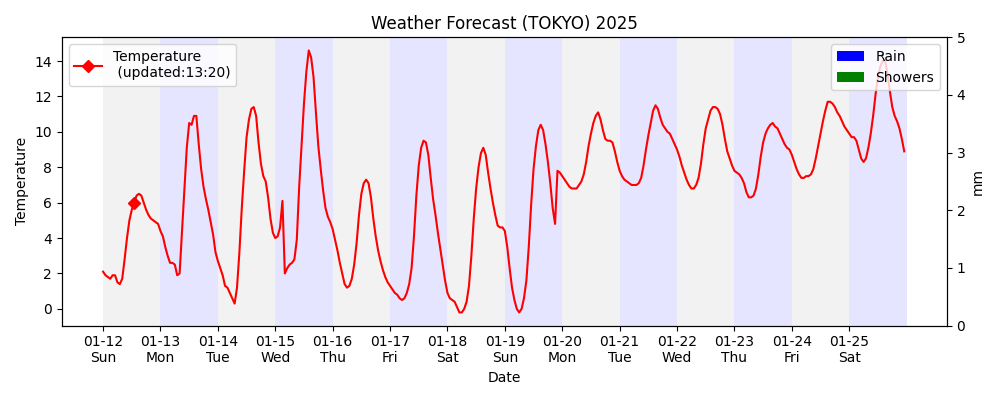 Weather Forecast (TOKYO) 2025
Temperature
(updated:13:20)
Rain
Showers
Temperature
14
12
10
8
6
4
2
0
5
4
3
2
1
0
mm
01-12 01-13 01-14 01-15 01-16 01-17 01-18 01-19 01-20 01-21 01-22 01-23 01-24 01-25
Sun Mon Tue Wed Thu Fri Sat Sun Mon Tue Wed Thu Fri Sat
Date